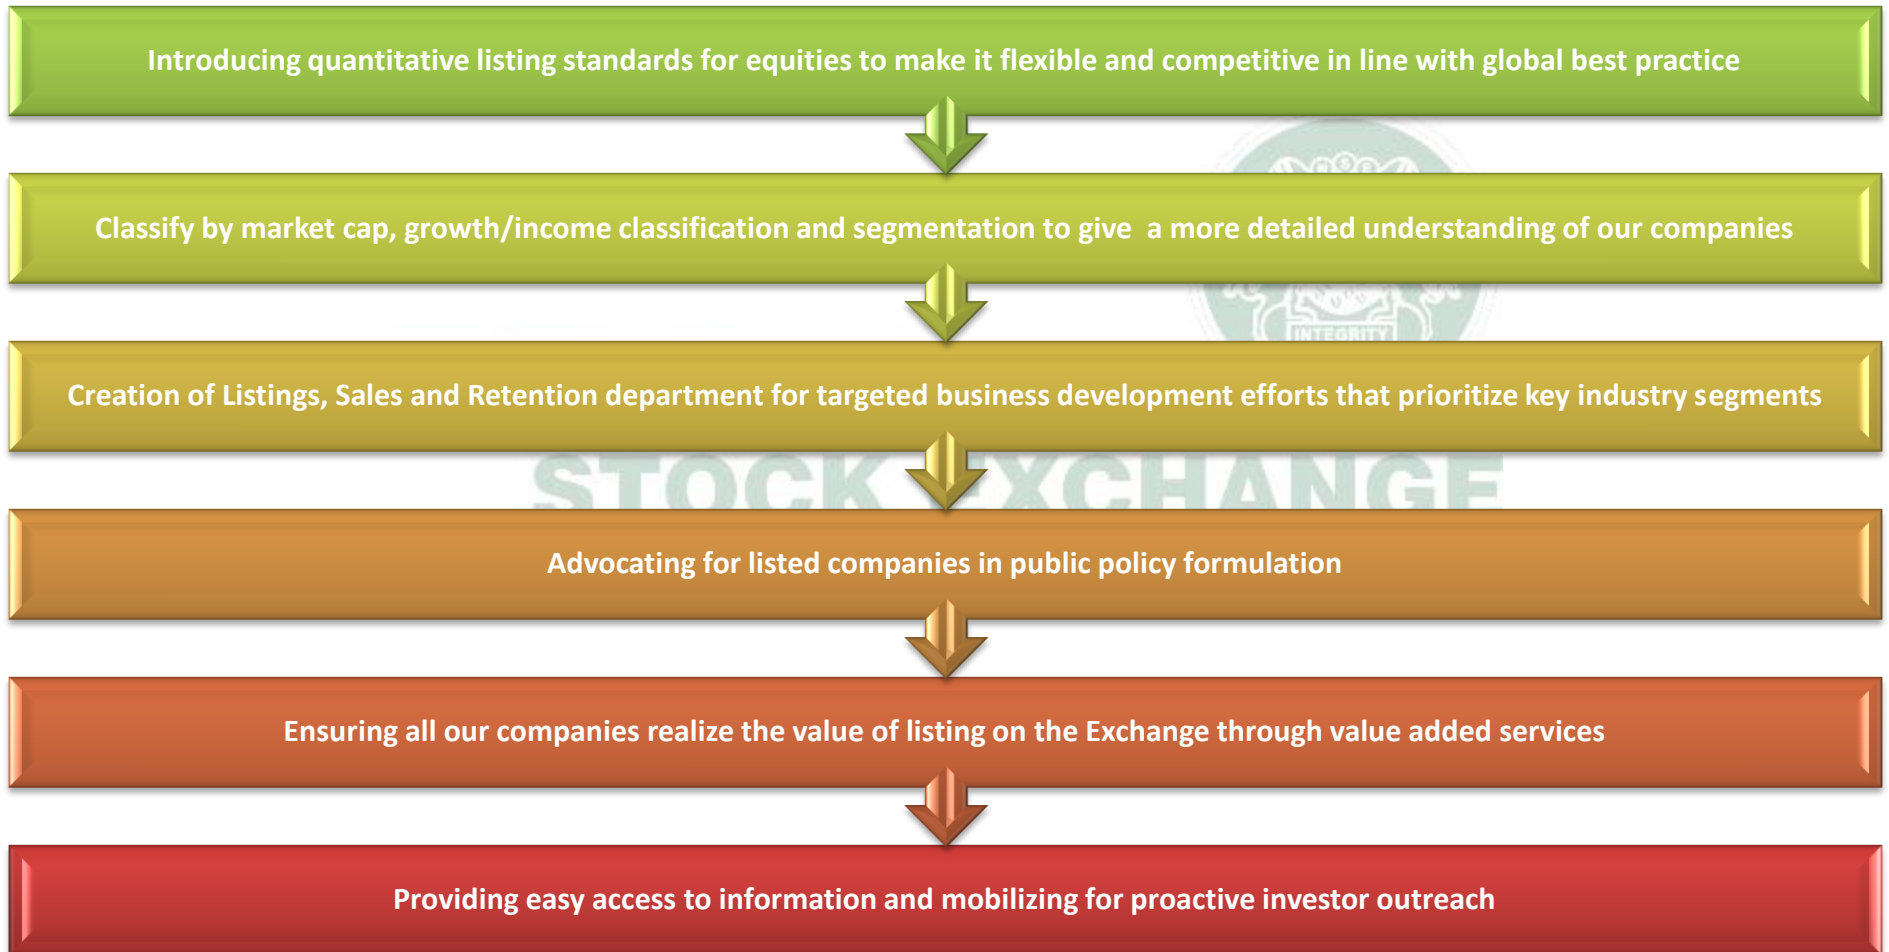 Introducing quantitative listing standards for equities to make it flexible and competitive in line with global best practice
Classify by market cap, growth/income classification and segmentation to give a more detailed understanding of our companies
INTEGRITY
Creation of Listings, Sales and Retention department for targeted business development efforts that prioritize key industry segments
STOCK EXCHANGE
Advocating for listed companies in public policy formulation
Ensuring all our companies realize the value of listing on the Exchange through value added services
Providing easy access to information and mobilizing for proactive investor outreach